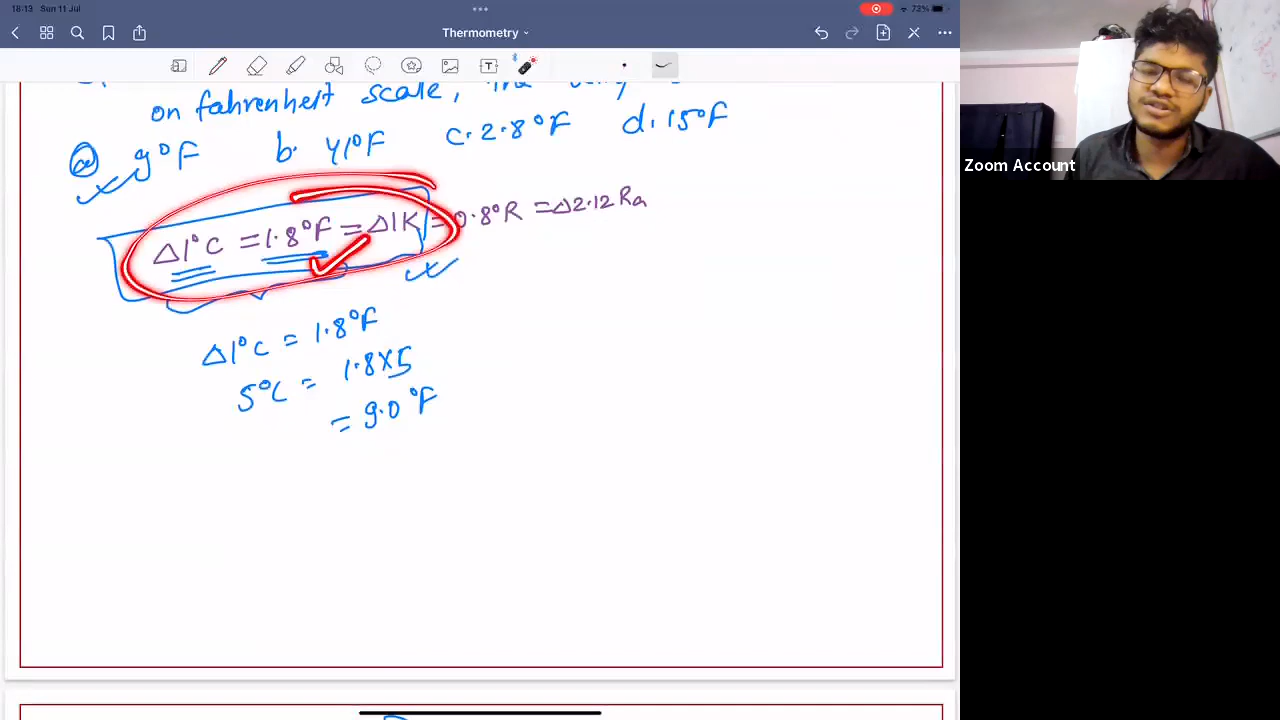 18:13 Sun 11 Jul
73%
Thermometry
T
on fahrenheit scale,
a 9°F b. 41°F c. 2.8°F d. 15°F
Δ1°C = 1.8°F = Δ1K = 0.8°R = Δ2.12 Ra
Δ1°C = 1.8°F
5°C = 1.8×5
= 9.0°F
Zoom Account